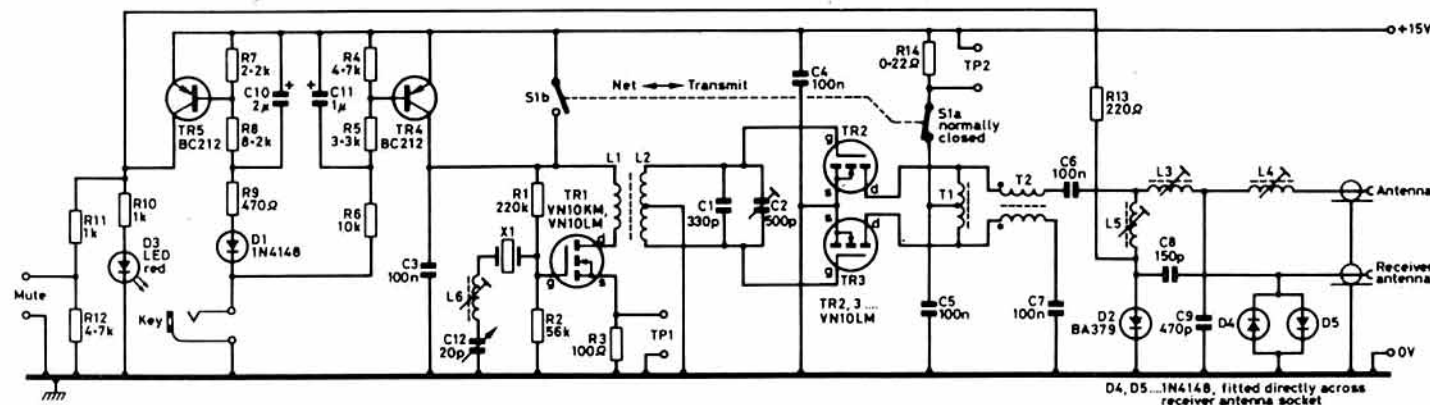 +15V
R7
2·2k
C10
2μ
C11
1μ
R4
4·7k
TR5
BC212
R8
8·2k
R5
3·3k
TR4
BC212
S1b
Net Transmit
C4
100n
R14
0·22Ω
TP2
S1a
normally
closed
R13
220Ω
R11
1k
R10
1k
R9
470Ω
D3
LED
red
D1
1N4148
R6
10k
Mute
R12
4·7k
Key
C3
100n
R1
220k
TR1
VN10KM,
VN10LM
L1
L2
X1
L6
C12
20p
R2
56k
d
g
s
R3
100Ω
TP1
C1
330p
C2
500p
TR2
g
s
d
s
d
g
TR3
TR2, 3....
VN10LM
T1
T2
C5
100n
C6
100n
C7
100n
L3
L4
L5
Antenna
C8
150p
Receiver
antenna
D2
BA379
C9
470p
D4
D5
0V
D4, D5....1N4148, fitted directly across
receiver antenna socket